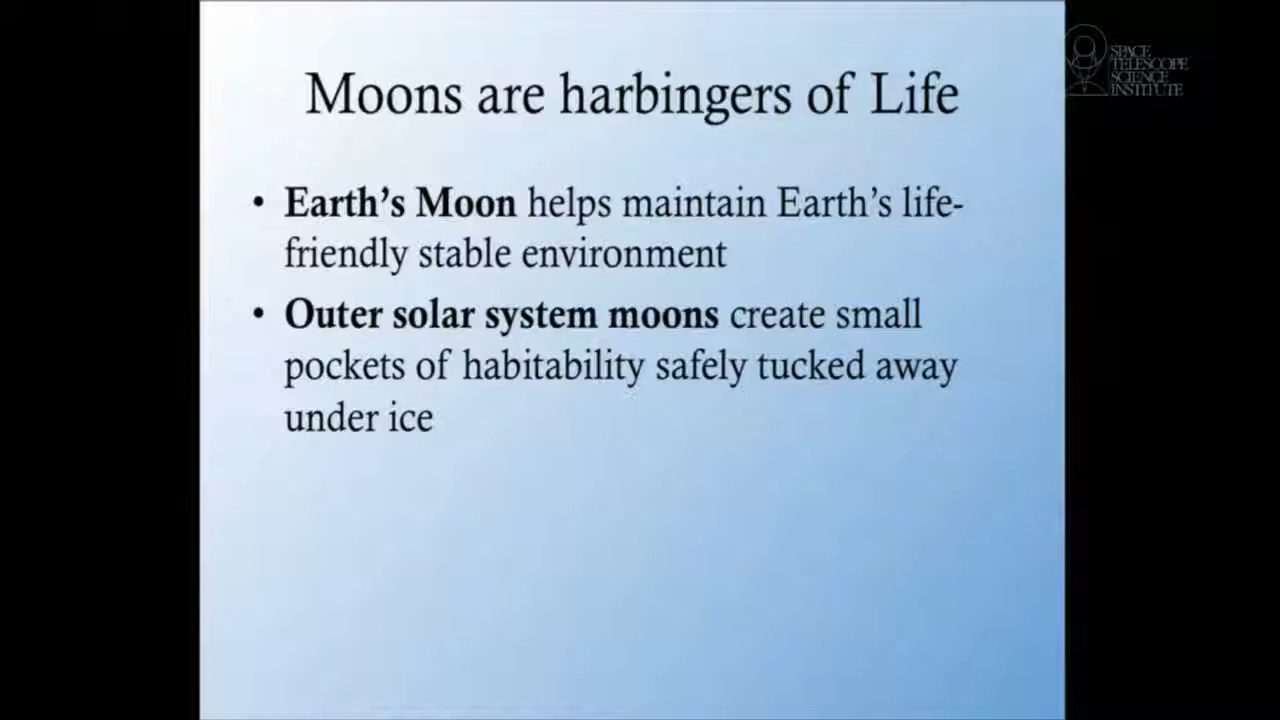 Moons are harbingers of Life
SPACE
TELESCOPE
SCIENCE
INSTITUTE
• Earth's Moon helps maintain Earth's life-
friendly stable environment
• Outer solar system moons create small
pockets of habitability safely tucked away
under ice